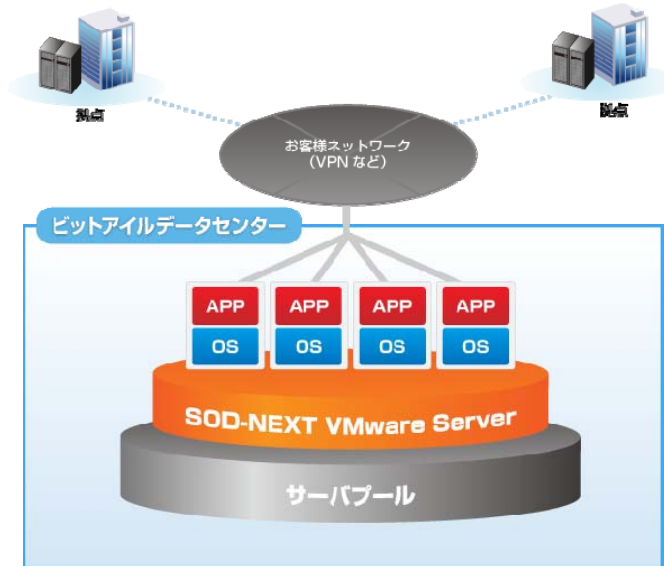 拠点
拠点
お客様ネットワーク
（VPN など）
ビットアイルデータセンター
APP
APP
APP
APP
OS
OS
OS
OS
SOD-NEXT VMware Server
サーバプール